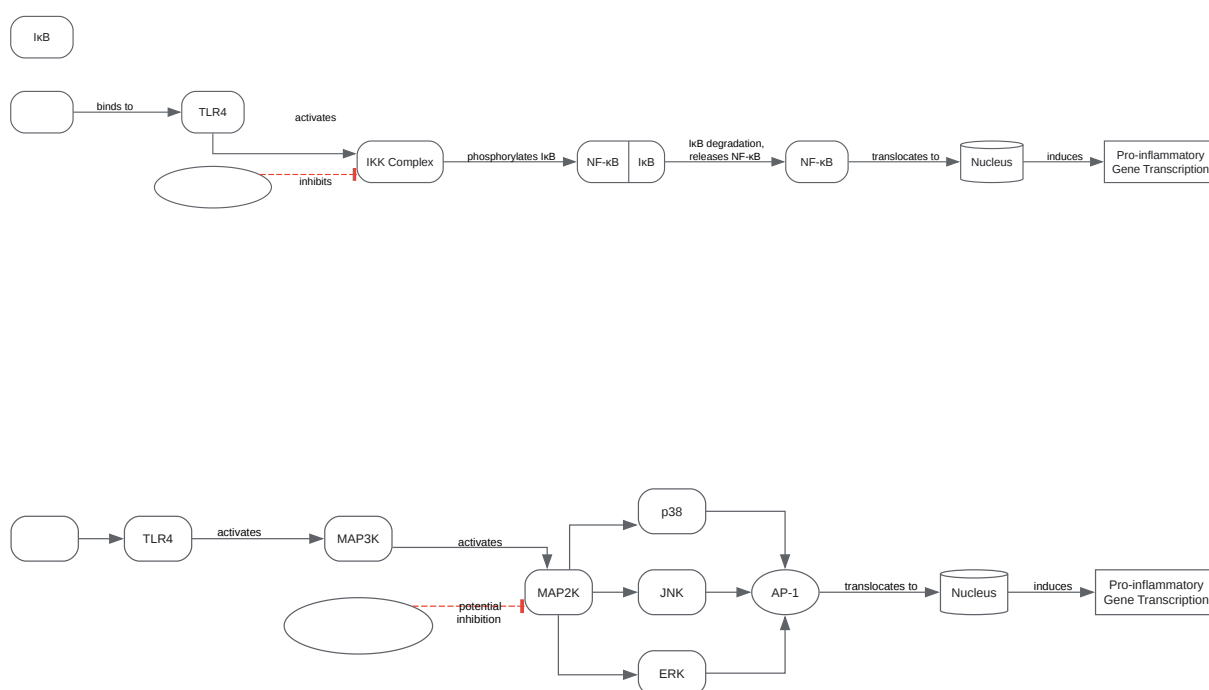 IκB
binds to
TLR4
activates
IKK Complex
inhibits
phosphorylates IκB
NF-κB
IκB
IκB degradation,
releases NF-κB
NF-κB
translocates to
Nucleus
induces
Pro-inflammatory
Gene Transcription
TLR4
activates
MAP3K
activates
potential
inhibition
MAP2K
p38
JNK
ERK
AP-1
translocates to
Nucleus
induces
Pro-inflammatory
Gene Transcription